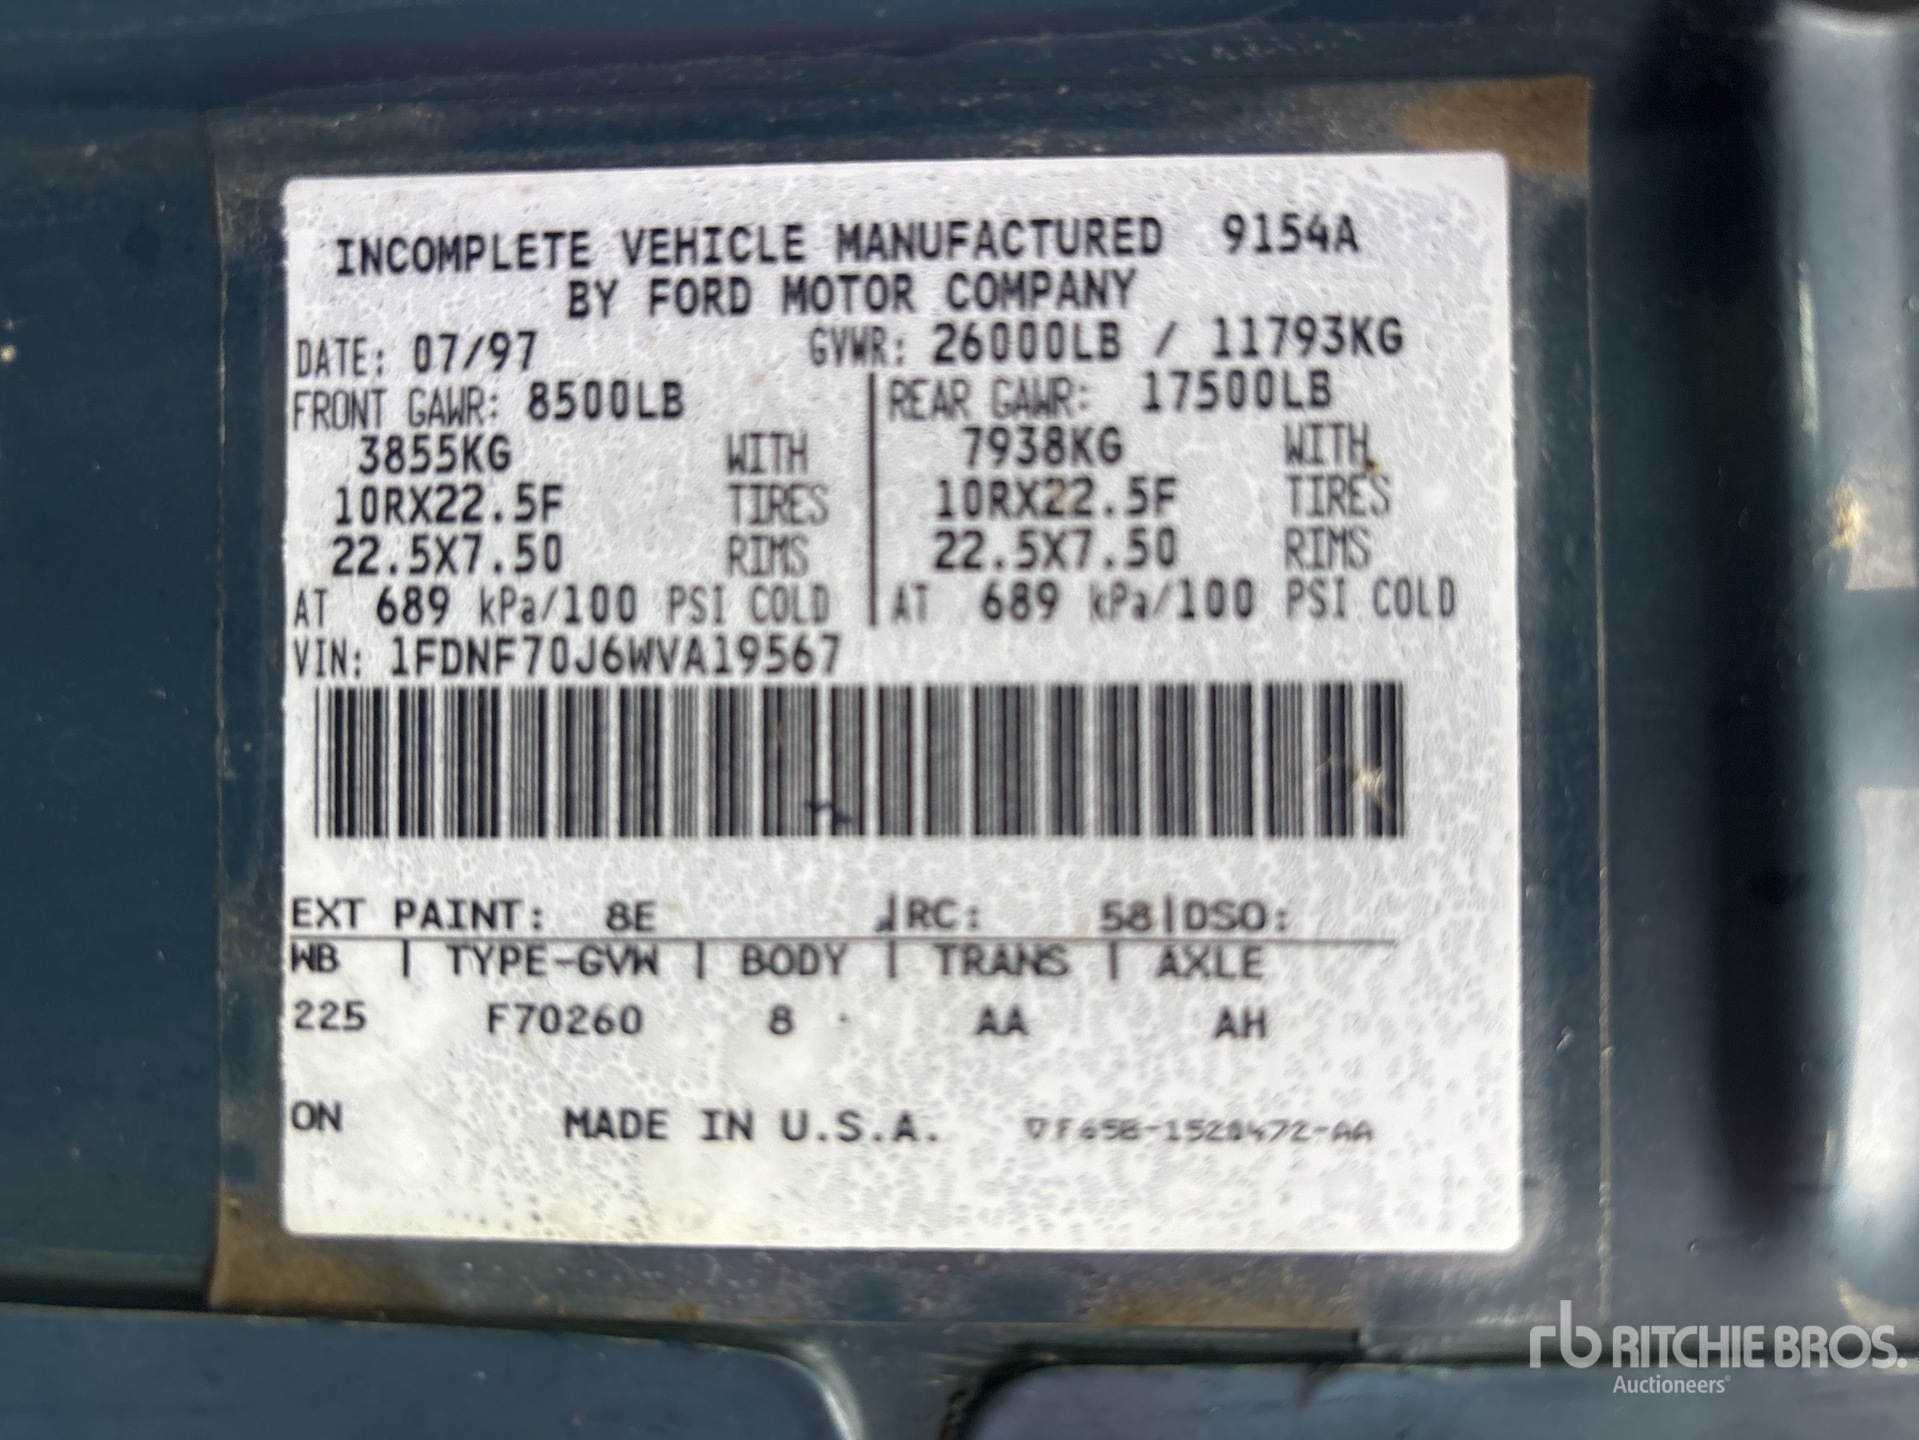 INCOMPLETE VEHICLE MANUFACTURED 9154A
BY FORD MOTOR COMPANY
DATE: 07/97 GVWR: 26000LB / 11793KG
FRONT GAWR: 8500LB | REAR GAWR: 17500LB
3855KG WITH | 7938KG WITH
10RX22.5F TIRES | 10RX22.5F TIRES
22.5X7.50 RIMS | 22.5X7.50 RIMS
AT 689 kPa/100 PSI COLD | AT 689 kPa/100 PSI COLD
VIN: 1FDNF70J6WVA19567
EXT PAINT: 8E |RC: 58|DSO:
WB | TYPE-GVW | BODY | TRANS | AXLE
225 F70260 8 AA AH
ON MADE IN U.S.A.
rb RITCHIE BROS.
Auctioneers®